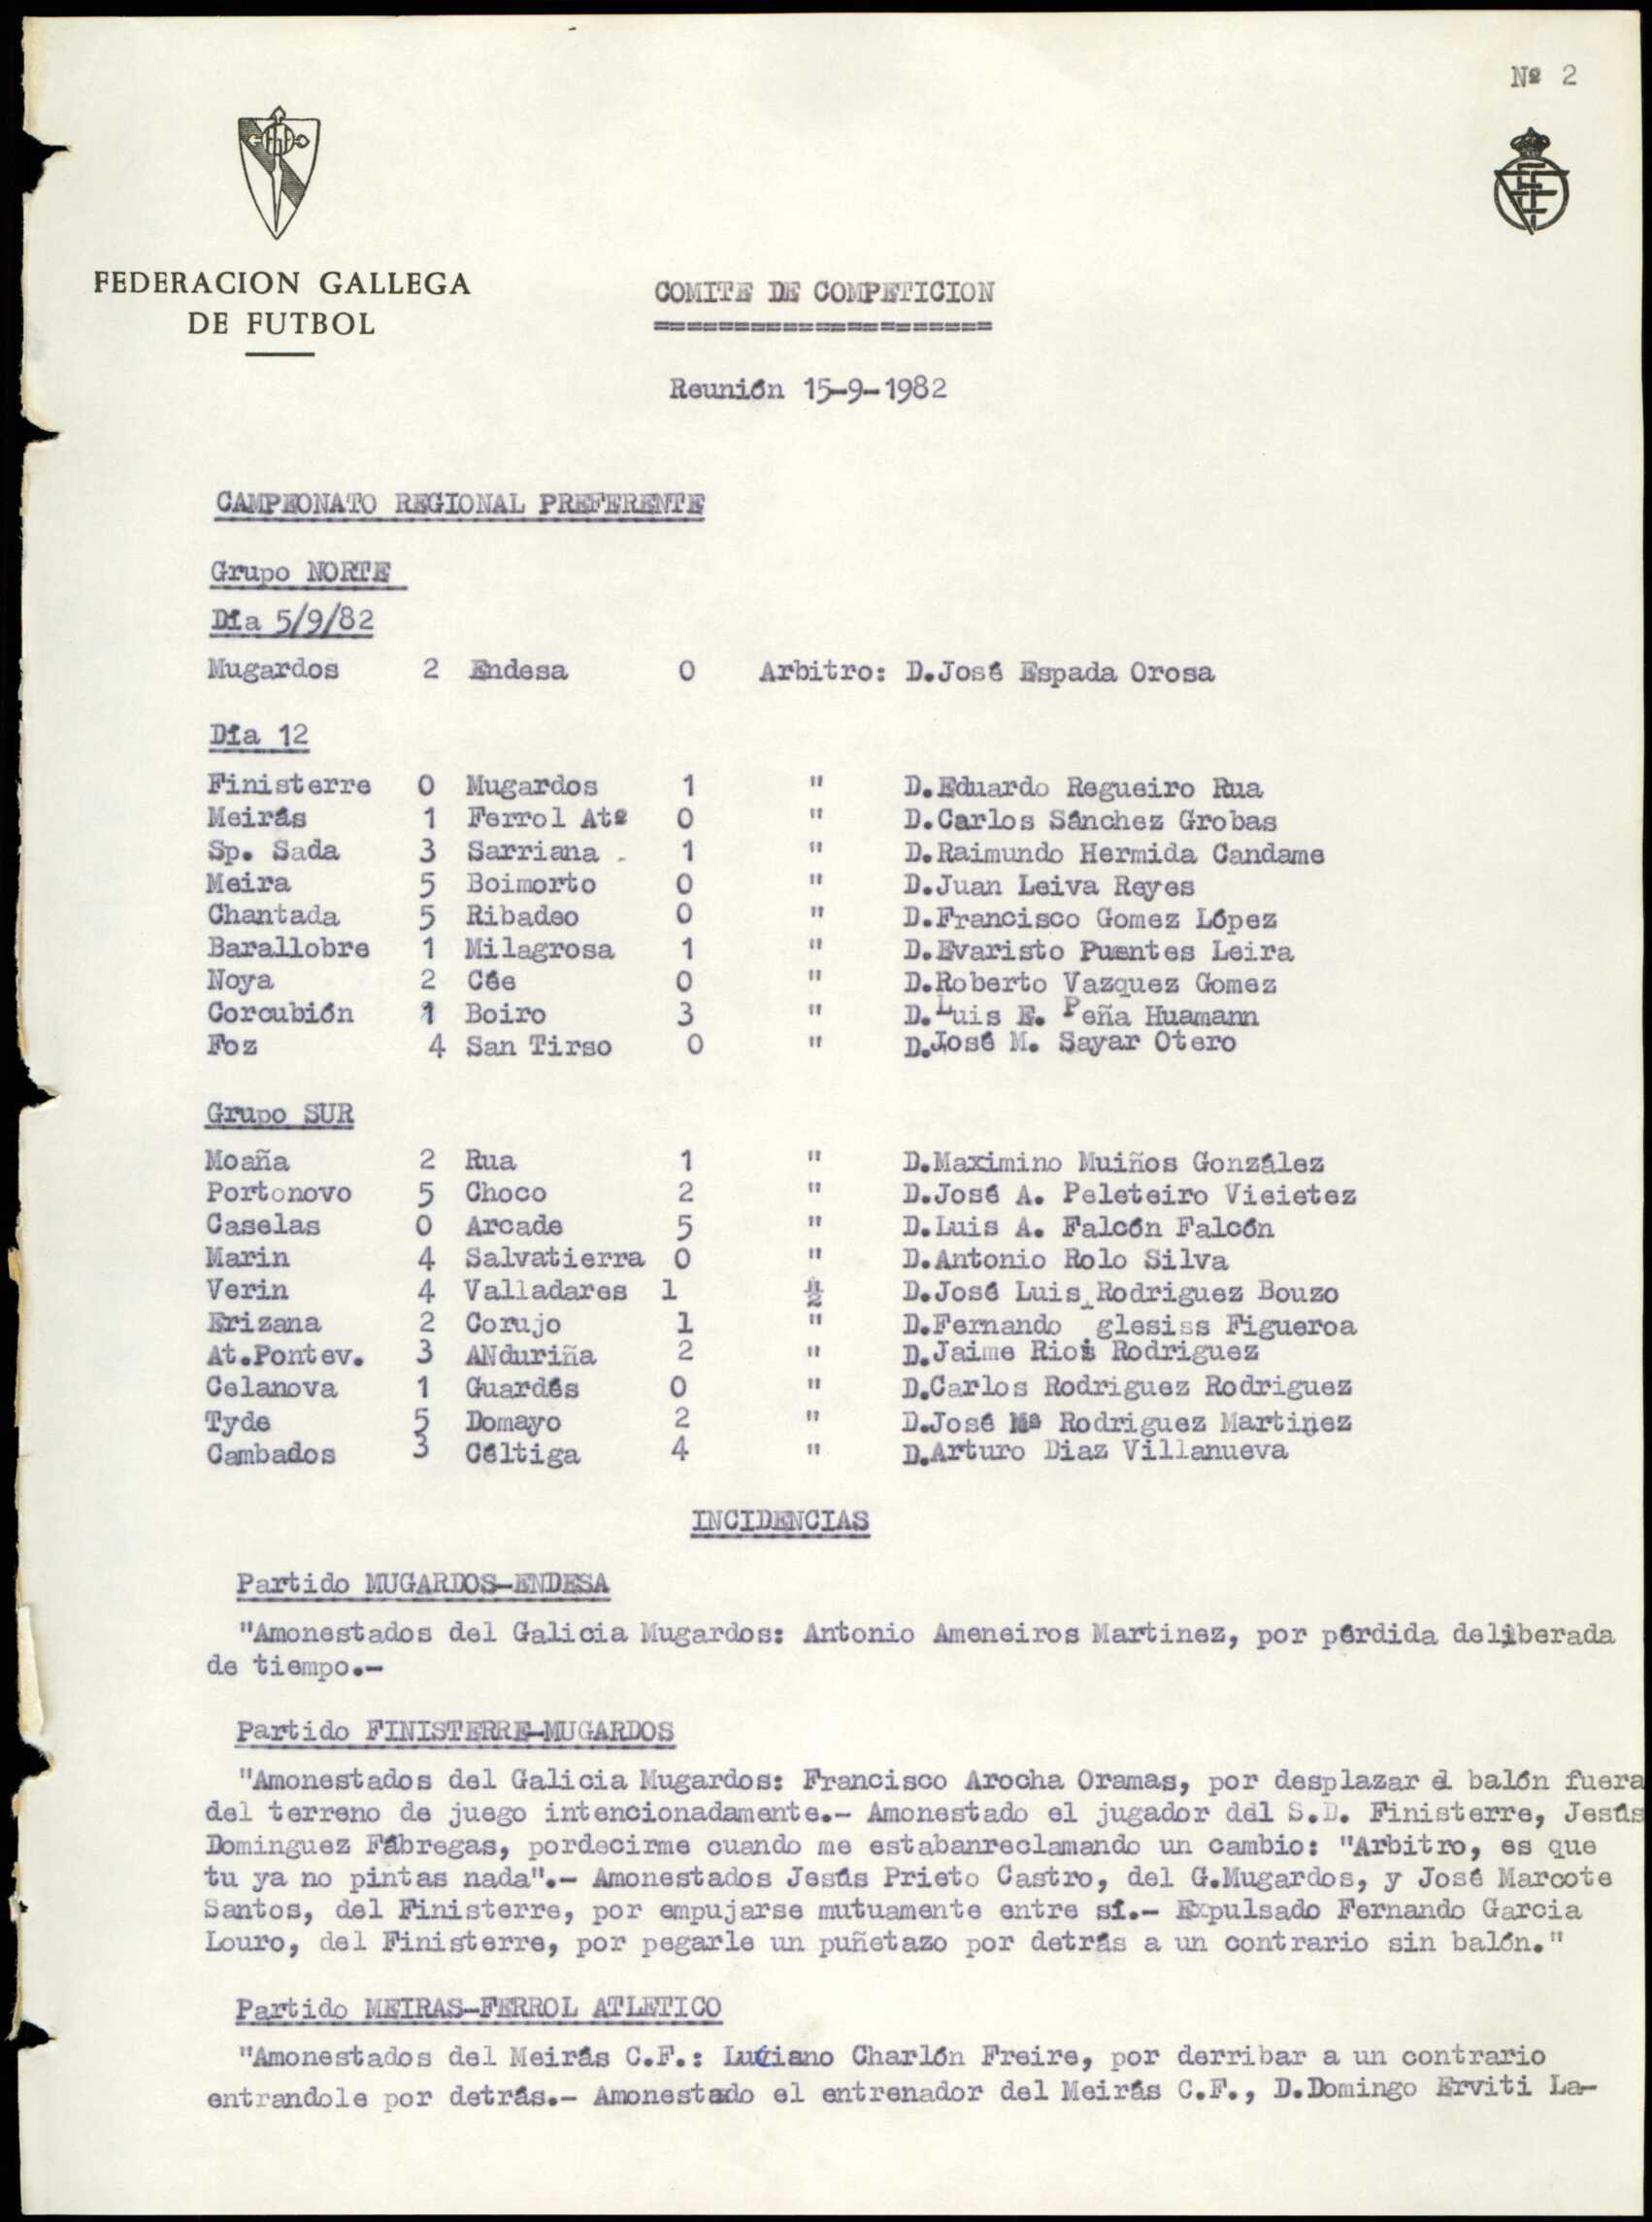 Nº 2
FEDERACION GALLEGA
DE FUTBOL
COMITE DE COMPETICION
=====================
Reunión 15-9-1982
CAMPEONATO REGIONAL PREFERENTE
Grupo NORTE
Día 5/9/82
Mugardos 2 Endesa 0 Arbitro: D.José Espada Orosa
Día 12
Finisterre 0 Mugardos 1 " D.Eduardo Regueiro Rua
Meirás 1 Ferrol Atº 0 " D.Carlos Sánchez Grobas
Sp. Sada 3 Sarriana 1 " D.Raimundo Hermida Candame
Meira 5 Boimorto 0 " D.Juan Leiva Reyes
Chantada 5 Ribadeo 0 " D.Francisco Gomez López
Barallobre 1 Milagrosa 1 " D.Evaristo Puentes Leira
Noya 2 Cée 0 " D.Roberto Vazquez Gomez
Corcubión 1 Boiro 3 " D.Luis E. Peña Huamann
Foz 4 San Tirso 0 " D.José M. Sayar Otero
Grupo SUR
Moaña 2 Rua 1 " D.Maximino Muiños González
Portonovo 5 Choco 2 " D.José A. Peleteiro Vieietez
Caselas 0 Arcade 5 " D.Luis A. Falcón Falcón
Marin 4 Salvatierra 0 " D.Antonio Rolo Silva
Verin 4 Valladares 1 " D.José Luis Rodriguez Bouzo
Erizana 2 Corujo 1 " D.Fernando glesiss Figueroa
At.Pontev. 3 ANduriña 2 " D.Jaime Rios Rodriguez
Celanova 1 Guardés 0 " D.Carlos Rodriguez Rodriguez
Tyde 5 Domayo 2 " D.José Mª Rodriguez Martinez
Cambados 3 Céltiga 4 " D.Arturo Diaz Villanueva
INCIDENCIAS
Partido MUGARDOS-ENDESA
"Amonestados del Galicia Mugardos: Antonio Ameneiros Martinez, por pérdida deliberada
de tiempo.-
Partido FINISTERRE-MUGARDOS
"Amonestados del Galicia Mugardos: Francisco Arocha Oramas, por desplazar el balón fuera
del terreno de juego intencionadamente.- Amonestado el jugador del S.D. Finisterre, Jesús
Dominguez Fábregas, pordecirme cuando me estabanreclamando un cambio: "Arbitro, es que
tu ya no pintas nada".- Amonestados Jesús Prieto Castro, del G.Mugardos, y José Marcote
Santos, del Finisterre, por empujarse mutuamente entre sí.- Expulsado Fernando Garcia
Louro, del Finisterre, por pegarle un puñetazo por detrás a un contrario sin balón."
Partido MEIRAS-FERROL ATLETICO
"Amonestados del Meirás C.F.: Luciano Charlón Freire, por derribar a un contrario
entrandole por detrás.- Amonestado el entrenador del Meirás C.F., D.Domingo Erviti La-